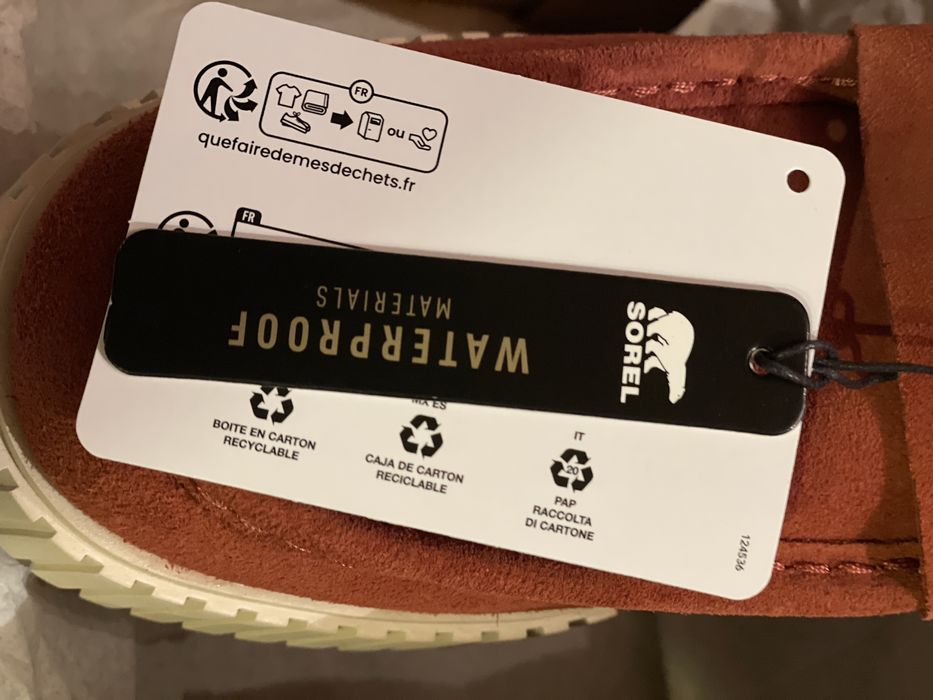 FR
ou
quefairedemesdechets.fr
FR
WATERPROOF
MATERIALS
SOREL
BOITE EN CARTON
RECYCLABLE
MX ES
CAJA DE CARTON
RECICLABLE
IT
20
PAP
RACCOLTA
DI CARTONE
124536